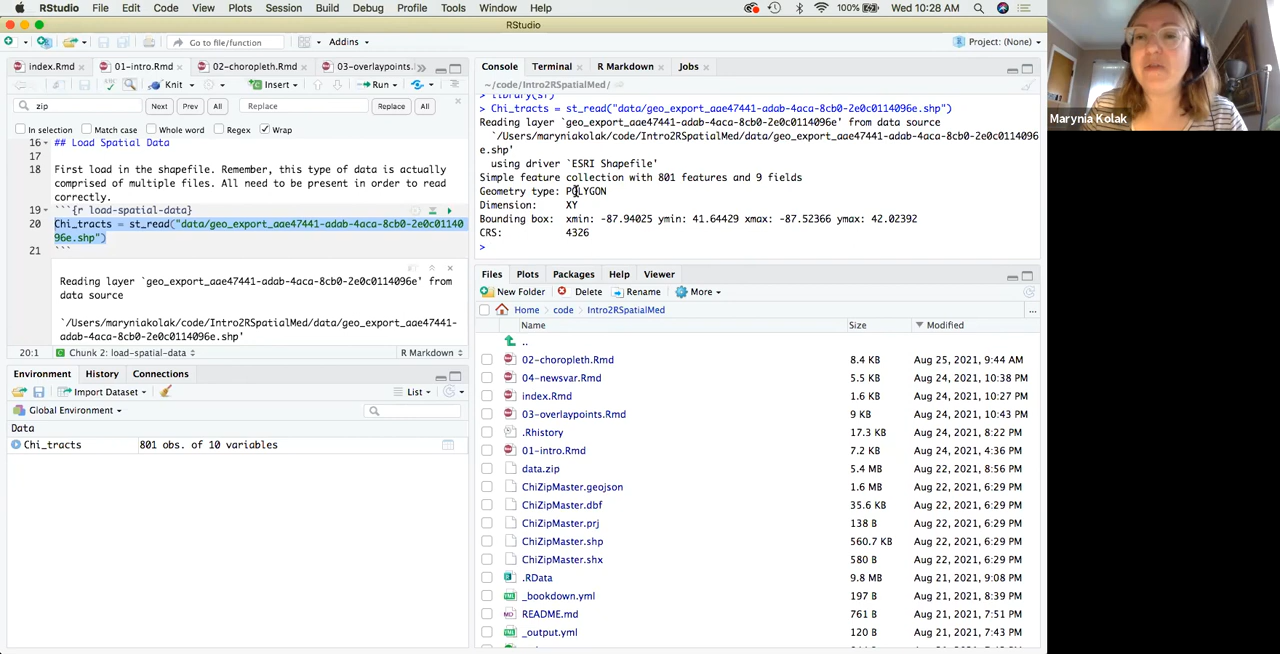 RStudio File Edit Code View Plots Session Build Debug Profile Tools Window Help 100% Wed 10:28 AM
RStudio
Go to file/function Addins Project: (None)
index.Rmd 01-intro.Rmd 02-choropleth.Rmd 03-overlaypoints.
Knit Insert Run
zip Next Prev All Replace Replace All
In selection Match case Whole word Regex Wrap
16 ## Load Spatial Data
17
18 First load in the shapefile. Remember, this type of data is actually
comprised of multiple files. All need to be present in order to read
correctly.
19 ```{r load-spatial-data}
20 Chi_tracts = st_read("data/geo_export_aae47441-adab-4aca-8cb0-2e0c01140
96e.shp")
21 ```
Reading layer `geo_export_aae47441-adab-4aca-8cb0-2e0c0114096e' from
data source
`/Users/maryniakolak/code/Intro2RSpatialMed/data/geo_export_aae47441-
adab-4aca-8cb0-2e0c0114096e.shp'
20:1 Chunk 2: load-spatial-data R Markdown
Environment History Connections
Import Dataset List
Global Environment
Data
Chi_tracts 801 obs. of 10 variables
Console Terminal R Markdown Jobs
~/code/Intro2RSpatialMed/
library(sf)
> Chi_tracts = st_read("data/geo_export_aae47441-adab-4aca-8cb0-2e0c0114096e.shp")
Reading layer `geo_export_aae47441-adab-4aca-8cb0-2e0c0114096e' from data source
`/Users/maryniakolak/code/Intro2RSpatialMed/data/geo_export_aae47441-adab-4aca-8cb0-2e0c0114096
e.shp'
using driver `ESRI Shapefile'
Simple feature collection with 801 features and 9 fields
Geometry type: POLYGON
Dimension: XY
Bounding box: xmin: -87.94025 ymin: 41.64429 xmax: -87.52366 ymax: 42.02392
CRS: 4326
>
Files Plots Packages Help Viewer
New Folder Delete Rename More
Home code Intro2RSpatialMed ...
Name Size Modified
..
02-choropleth.Rmd 8.4 KB Aug 25, 2021, 9:44 AM
04-newsvar.Rmd 5.5 KB Aug 24, 2021, 10:38 PM
index.Rmd 1.6 KB Aug 24, 2021, 10:27 PM
03-overlaypoints.Rmd 9 KB Aug 24, 2021, 10:43 PM
.Rhistory 17.3 KB Aug 24, 2021, 8:22 PM
01-intro.Rmd 7.2 KB Aug 24, 2021, 4:36 PM
data.zip 5.4 MB Aug 22, 2021, 8:56 PM
ChiZipMaster.geojson 1.6 MB Aug 22, 2021, 6:29 PM
ChiZipMaster.dbf 35.6 KB Aug 22, 2021, 6:29 PM
ChiZipMaster.prj 138 B Aug 22, 2021, 6:29 PM
ChiZipMaster.shp 560.7 KB Aug 22, 2021, 6:29 PM
ChiZipMaster.shx 580 B Aug 22, 2021, 6:29 PM
.RData 9.8 MB Aug 21, 2021, 9:08 PM
_bookdown.yml 197 B Aug 21, 2021, 8:39 PM
README.md 761 B Aug 21, 2021, 7:51 PM
_output.yml 120 B Aug 21, 2021, 7:43 PM
Marynia Kolak